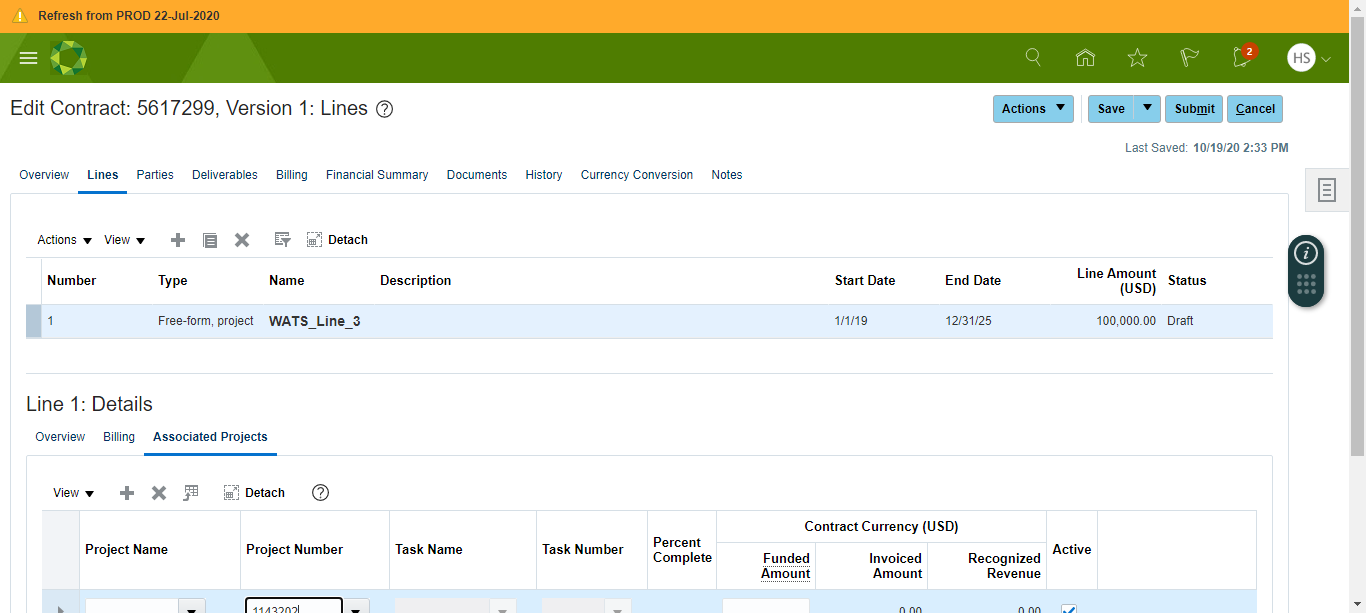 Refresh from PROD 22-Jul-2020
2
HS
Edit Contract: 5617299, Version 1: Lines ?
Actions Save Submit Cancel
Last Saved: 10/19/20 2:33 PM
Overview Lines Parties Deliverables Billing Financial Summary Documents History Currency Conversion Notes
Actions View Detach
Number Type Name Description Start Date End Date Line Amount (USD) Status
1 Free-form, project WATS_Line_3 1/1/19 12/31/25 100,000.00 Draft
Line 1: Details
Overview Billing Associated Projects
View Detach ?
Contract Currency (USD)
Project Name Project Number Task Name Task Number Percent Complete Funded Amount Invoiced Amount Recognized Revenue Active
1143202 0.00 0.00